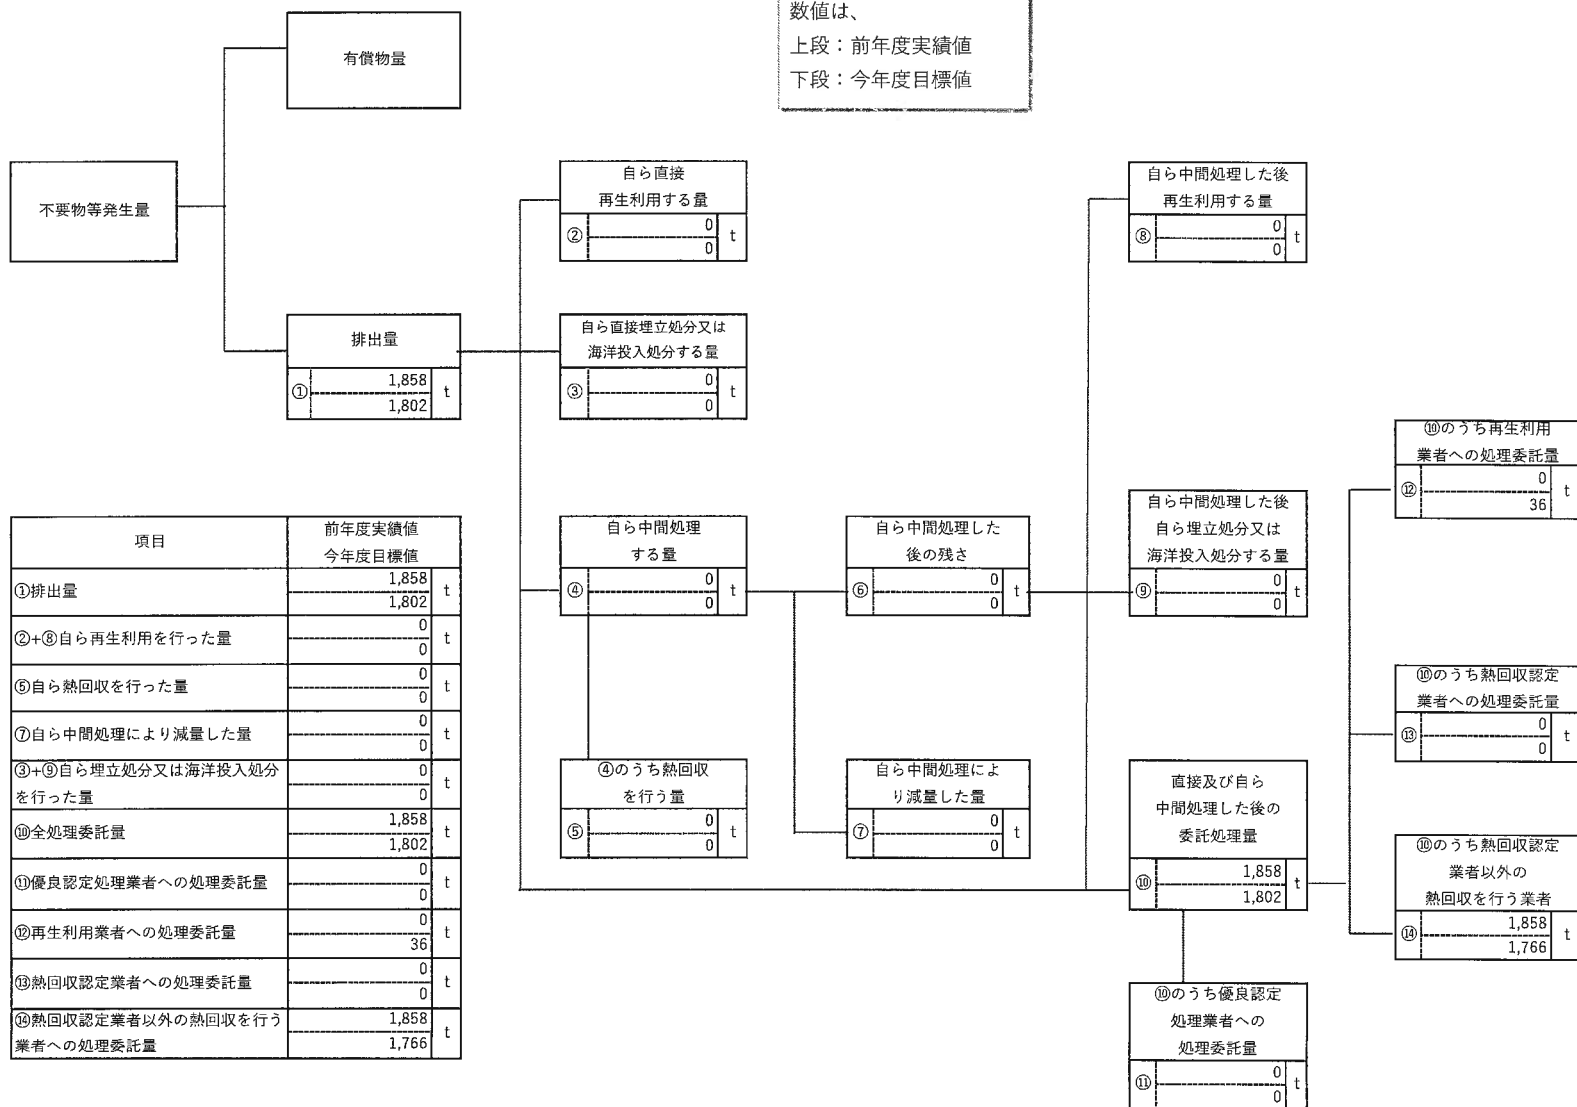 数値は、
上段：前年度実績値
下段：今年度目標値
有償物量
不要物等発生量
排出量
①
1,858
1,802
t
自ら直接
再生利用する量
②
0
0
t
自ら直接埋立処分又は
海洋投入処分する量
③
0
0
t
自ら中間処理
する量
④
0
0
t
④のうち熱回収
を行う量
⑤
0
0
t
自ら中間処理した
後の残さ
⑥
0
0
t
自ら中間処理によ
り減量した量
⑦
0
0
t
自ら中間処理した後
再生利用する量
⑧
0
0
t
自ら中間処理した後
自ら埋立処分又は
海洋投入処分する量
⑨
0
0
t
直接及び自ら
中間処理した後の
委託処理量
⑩
1,858
1,802
t
⑩のうち優良認定
処理業者への
処理委託量
⑪
0
0
t
⑩のうち再生利用
業者への処理委託量
⑫
0
36
t
⑩のうち熱回収認定
業者への処理委託量
⑬
0
0
t
⑩のうち熱回収認定
業者以外の
熱回収を行う業者
⑭
1,858
1,766
t
項目
前年度実績値
今年度目標値
①排出量
1,858
1,802
t
②+⑧自ら再生利用を行った量
0
0
t
⑤自ら熱回収を行った量
0
0
t
⑦自ら中間処理により減量した量
0
0
t
③+⑨自ら埋立処分又は海洋投入処分
を行った量
0
0
t
⑩全処理委託量
1,858
1,802
t
⑪優良認定処理業者への処理委託量
0
0
t
⑫再生利用業者への処理委託量
0
36
t
⑬熱回収認定業者への処理委託量
0
0
t
⑭熱回収認定業者以外の熱回収を行う
業者への処理委託量
1,858
1,766
t